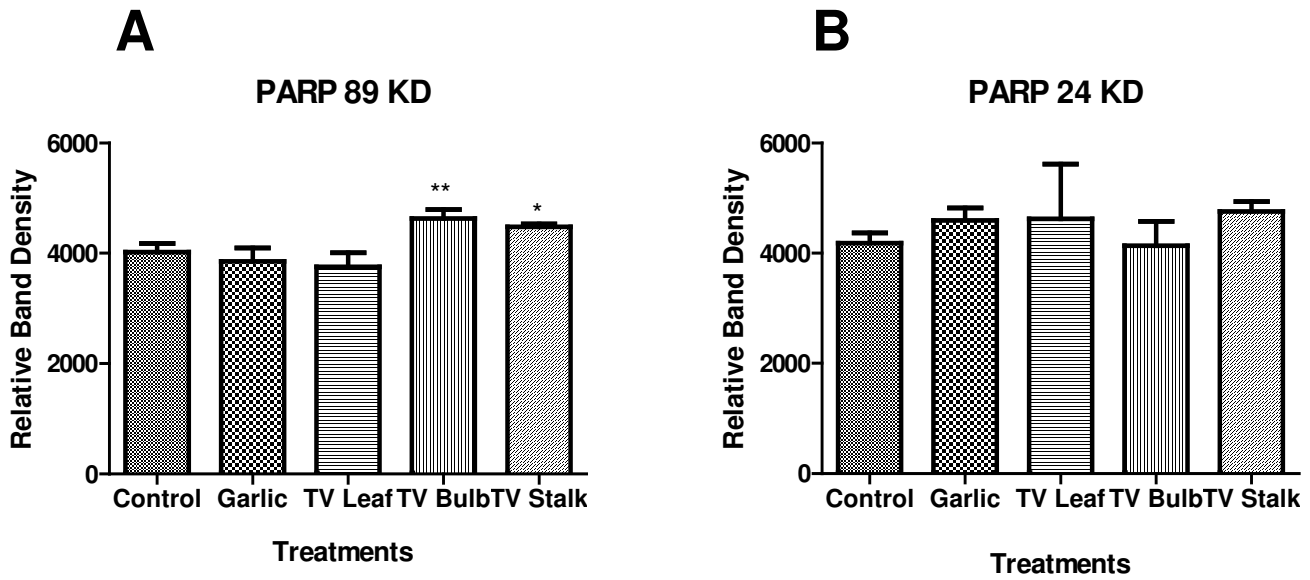 A
PARP 89 KD
Relative Band Density
6000
4000
2000
0
**
*
Control Garlic TV Leaf TV Bulb TV Stalk
Treatments
B
PARP 24 KD
Relative Band Density
6000
4000
2000
0
Control Garlic TV Leaf TV Bulb TV Stalk
Treatments